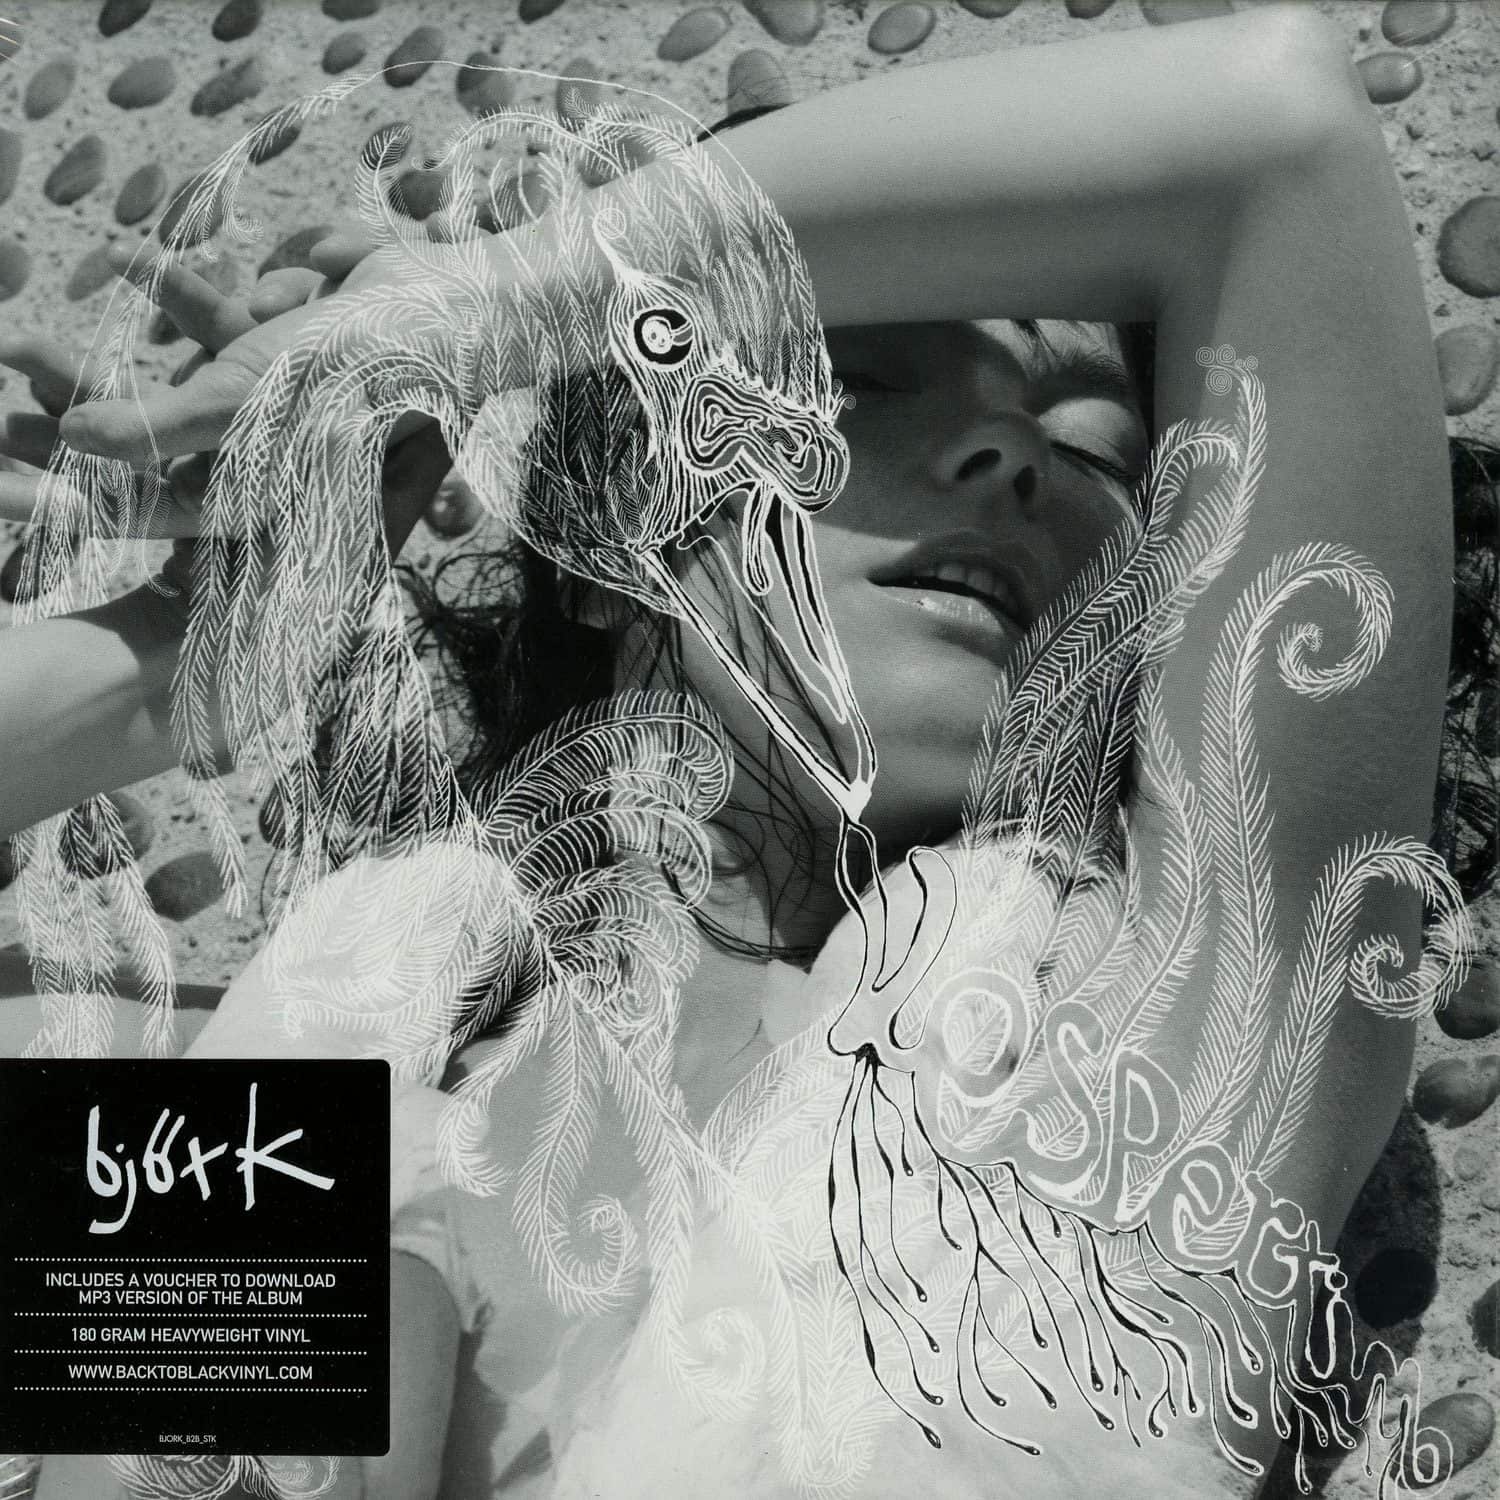 vespertine
björk
INCLUDES A VOUCHER TO DOWNLOAD
MP3 VERSION OF THE ALBUM
180 GRAM HEAVYWEIGHT VINYL
WWW.BACKTOBLACKVINYL.COM
BJORK_B2B_STK